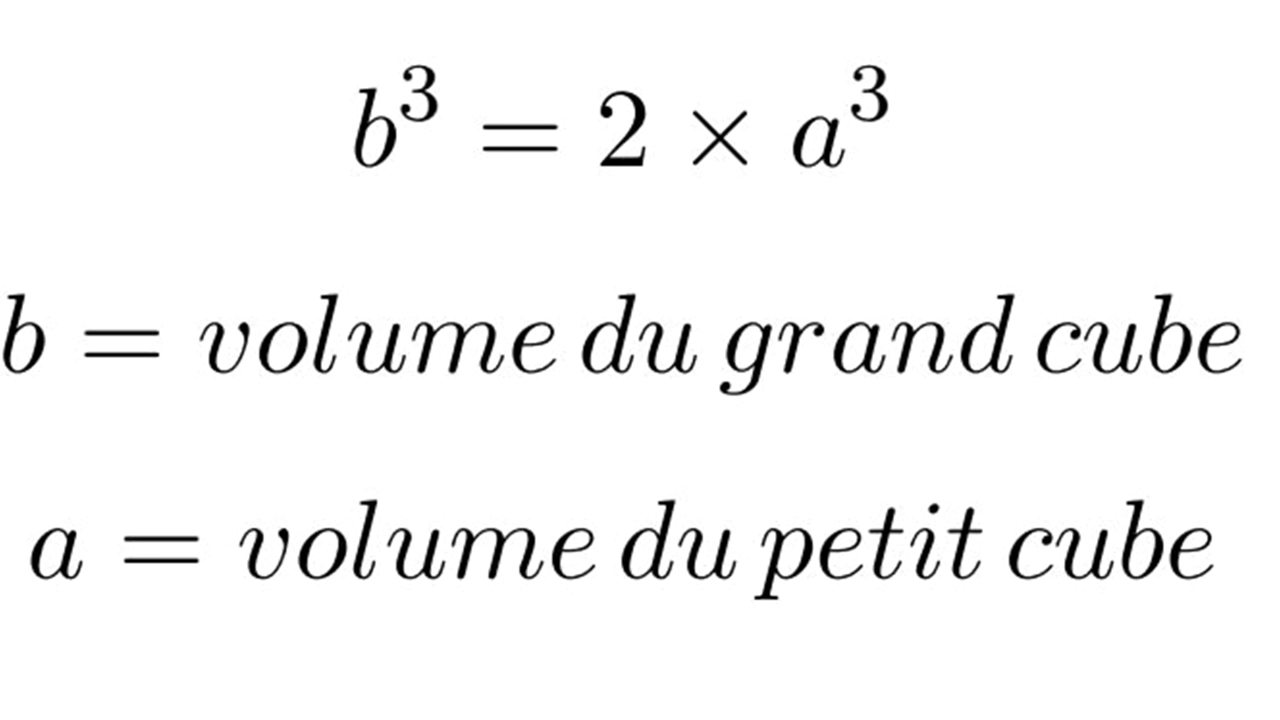 b³ = 2 × a³
b = volume du grand cube
a = volume du petit cube